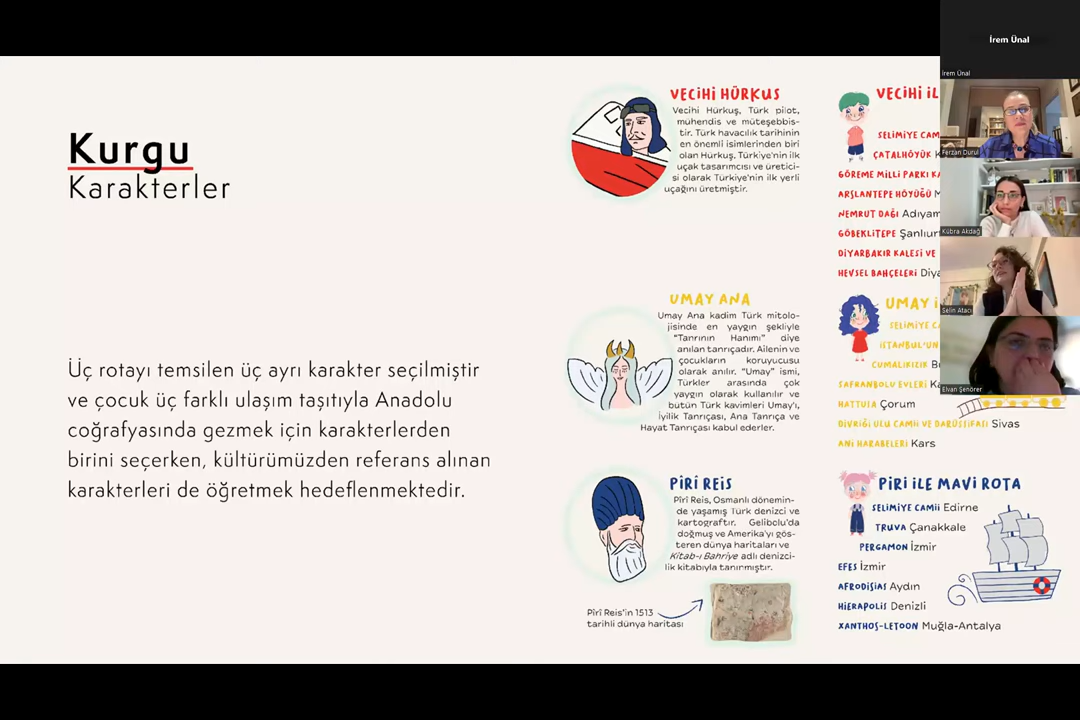 Kurgu
Karakterler
Üç rotayı temsilen üç ayrı karakter seçilmiştir
ve çocuk üç farklı ulaşım taşıtıyla Anadolu
coğrafyasında gezmek için karakterlerden
birini seçerken, kültürümüzden referans alınan
karakterleri de öğretmek hedeflenmektedir.
VECİHİ HÜRKUS
Vecihi Hürkuş, Türk pilot,
mühendis ve müteşebbis-
tir. Türk havacılık tarihinin
en önemli isimlerinden biri
olan Hürkuş, Türkiye'nin ilk
uçak tasarımcısı ve üretici-
si olarak Türkiye'nin ilk yerli
uçağını üretmiştir.
UMAY ANA
Umay Ana kadim Türk mitolo-
jisinde en yaygın şekliyle
"Tanrının Hanımı" diye
anılan tanrıçadır. Ailenin ve
çocukların koruyucusu
olarak anılır. "Umay" ismi,
Türkler arasında çok
yaygın olarak kullanılır ve
bütün Türk kavimleri Umay'ı,
İyilik Tanrıçası, Ana Tanrıça ve
Hayat Tanrıçası kabul ederler.
PİRİ REİS
Pîrî Reis, Osmanlı dönemin-
de yaşamış Türk denizci ve
kartograftır. Gelibolu'da
doğmuş ve Amerika'yı gös-
teren dünya haritaları ve
Kitab-ı Bahriye adlı denizci-
lik kitabıyla tanınmıştır.
Pîrî Reis'in 1513
tarihli dünya haritası
VECİHİ İL
SELİMİYE CAM
ÇATALHÖYÜK K
GÖREME MİLLİ PARKI KA
ARSLANTEPE HÖYÜĞÜ M
NEMRUT DAĞI Adıyam
GÖBEKLİTEPE Şanlıur
DİYARBAKIR KALESİ VE
HEVSEL BAHÇELERİ Diya
UMAY İ
SELİMİYE CA
İSTANBUL'UN
CUMALIKIZIK Bu
SAFRANBOLU EVLERİ Ka
HATTUŞA Çorum
DİVRİĞİ ULU CAMİİ VE DARÜŞŞİFASI Sivas
ANI HARABELERİ Kars
PİRİ İLE MAVİ ROTA
SELİMİYE CAMİİ Edirne
TRUVA Çanakkale
PERGAMON İzmir
EFES İzmir
AFRODİSİAS Aydın
HİERAPOLİS Denizli
XANTHOS-LETOON Muğla-Antalya
İrem Ünal
İrem Ünal
Ferzan Durul
Kübra Akdağ
Selin Atacı
Elvan Şenörer